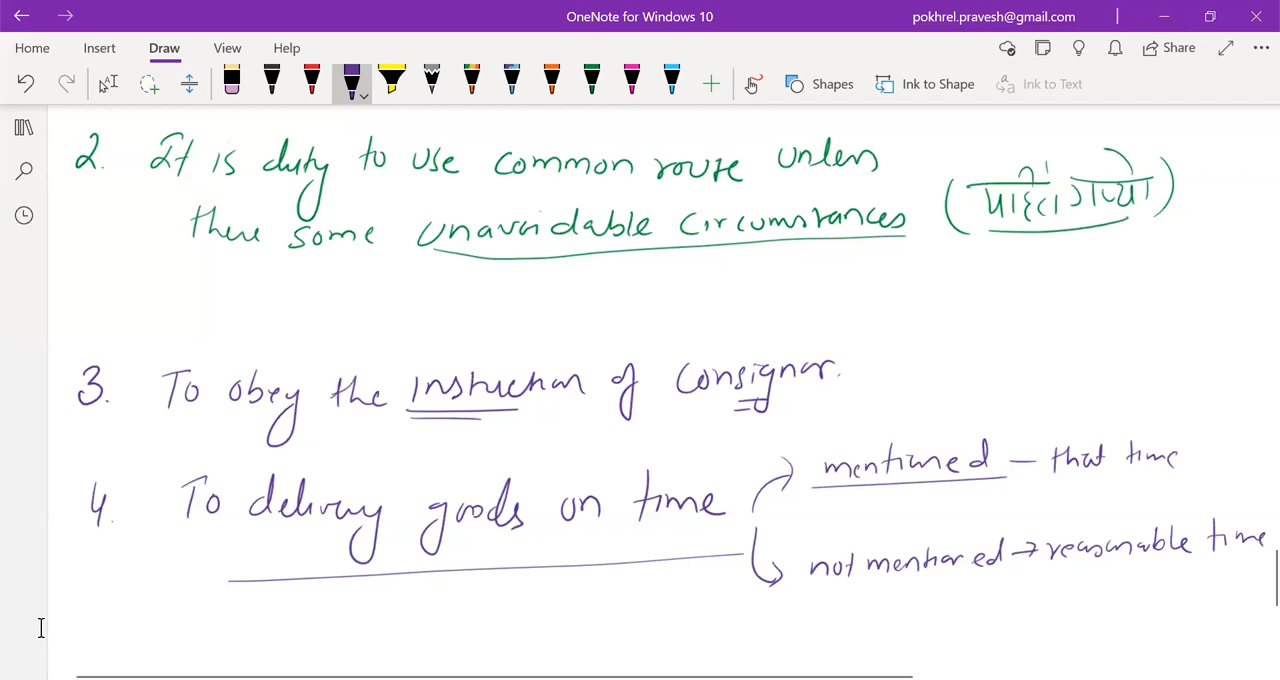 OneNote for Windows 10
pokhrel.pravesh@gmail.com
Home Insert Draw View Help
Share
Shapes Ink to Shape Ink to Text
2. It is duty to use common route unless
there some unavoidable circumstances
3. To obey the instruction of consignor.
4. To delivery goods on time
mentioned — that time
not mentioned → reasonable time